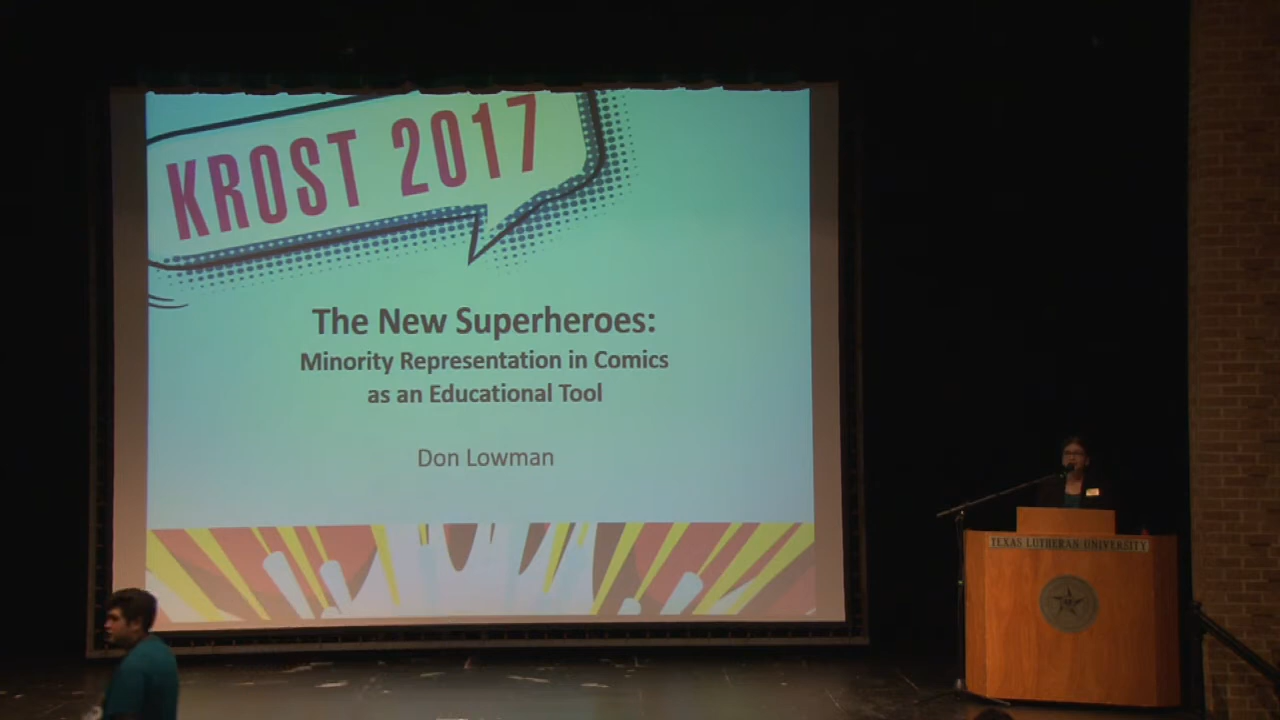 KROST 2017
The New Superheroes:
Minority Representation in Comics
as an Educational Tool
Don Lowman
TEXAS LUTHERAN UNIVERSITY